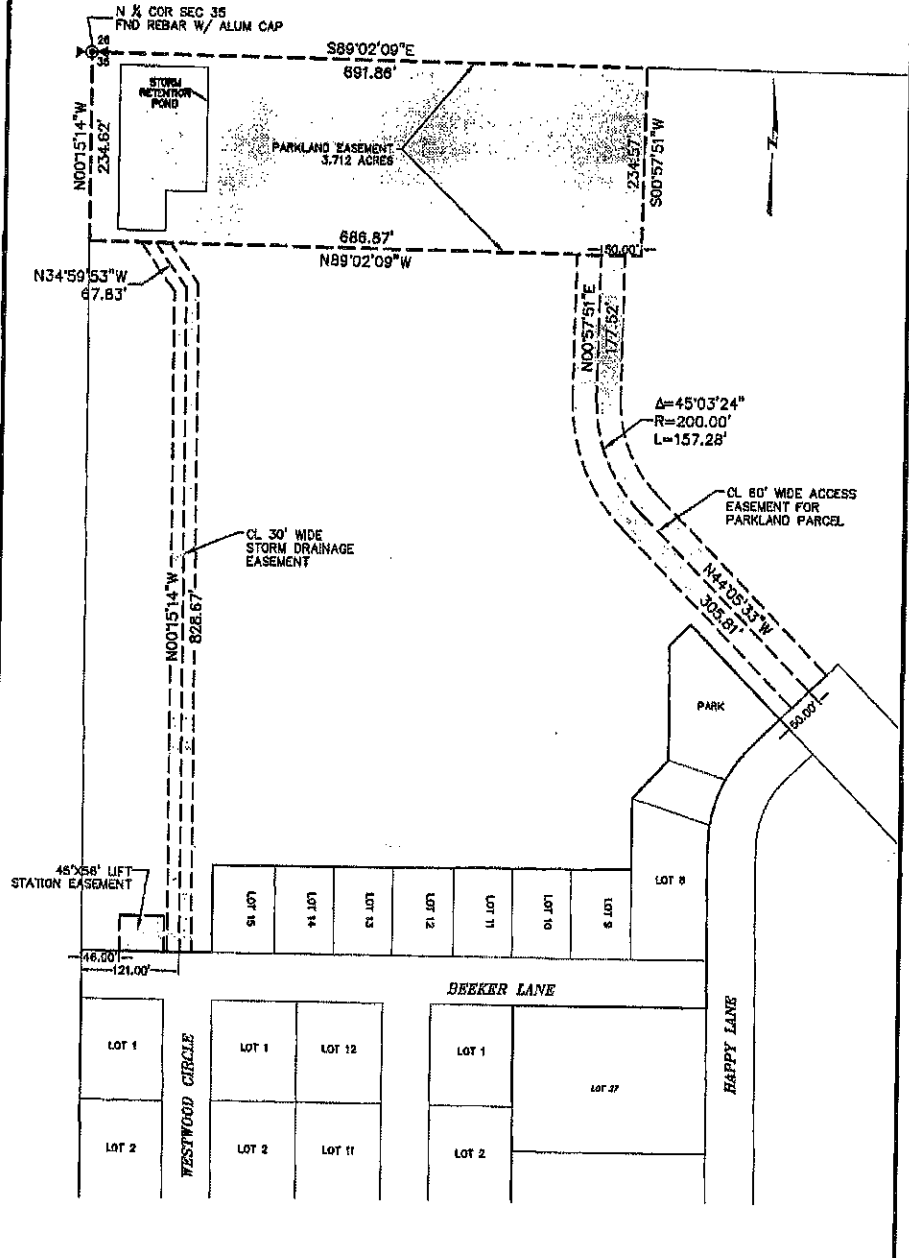 N ¼ COR SEC 35
FND REBAR W/ ALUM CAP
26
35
S89°02'09"E
691.86'
STORM
RETENTION
POND
N00°15'14"W
234.62'
PARKLAND EASEMENT
3.712 ACRES
234.57'
S00°57'51"W
686.87'
N89°02'09"W
50.00'
N34°59'53"W
67.83'
N00°57'51"E
177.52'
Δ=45°03'24"
R=200.00'
L=157.28'
CL 60' WIDE ACCESS
EASEMENT FOR
PARKLAND PARCEL
CL 30' WIDE
STORM DRAINAGE
EASEMENT
N00°15'14"W
828.67'
N44°05'33"W
305.81'
PARK
50.00'
LOT 8
46'X56' LIFT
STATION EASEMENT
LOT 15
LOT 14
LOT 13
LOT 12
LOT 11
LOT 10
LOT 9
46.00'
121.00'
BEEKER LANE
LOT 1
WESTWOOD CIRCLE
LOT 1
LOT 12
LOT 1
LOT 37
HAPPY LANE
LOT 2
LOT 2
LOT 11
LOT 2